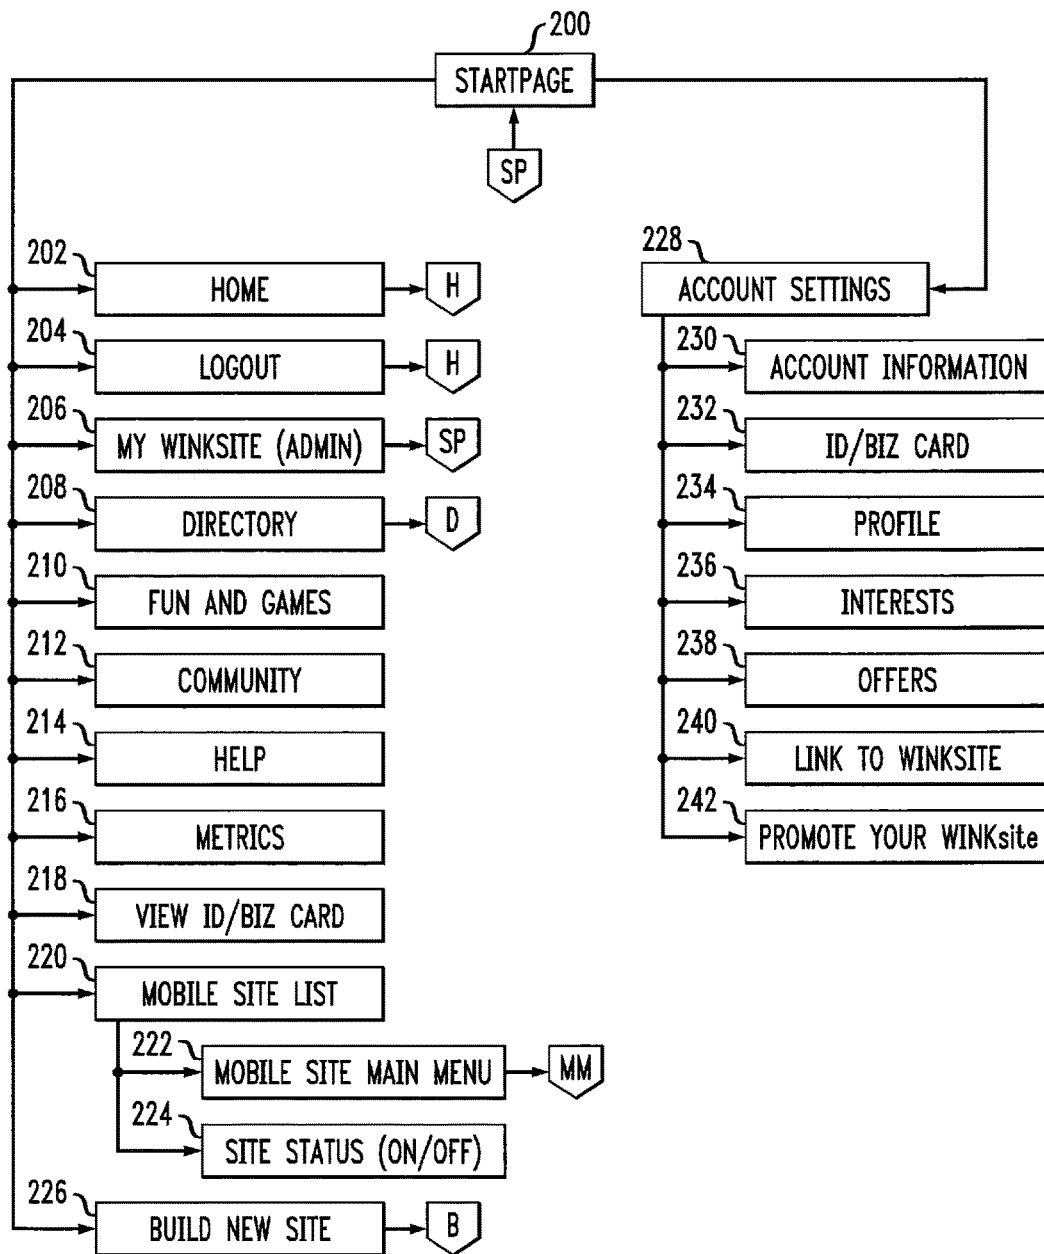 200
STARTPAGE
SP
202
HOME
H
204
LOGOUT
H
206
MY WINKSITE (ADMIN)
SP
208
DIRECTORY
D
210
FUN AND GAMES
212
COMMUNITY
214
HELP
216
METRICS
218
VIEW ID/BIZ CARD
220
MOBILE SITE LIST
222
MOBILE SITE MAIN MENU
MM
224
SITE STATUS (ON/OFF)
226
BUILD NEW SITE
B
228
ACCOUNT SETTINGS
230
ACCOUNT INFORMATION
232
ID/BIZ CARD
234
PROFILE
236
INTERESTS
238
OFFERS
240
LINK TO WINKSITE
242
PROMOTE YOUR WINKsite